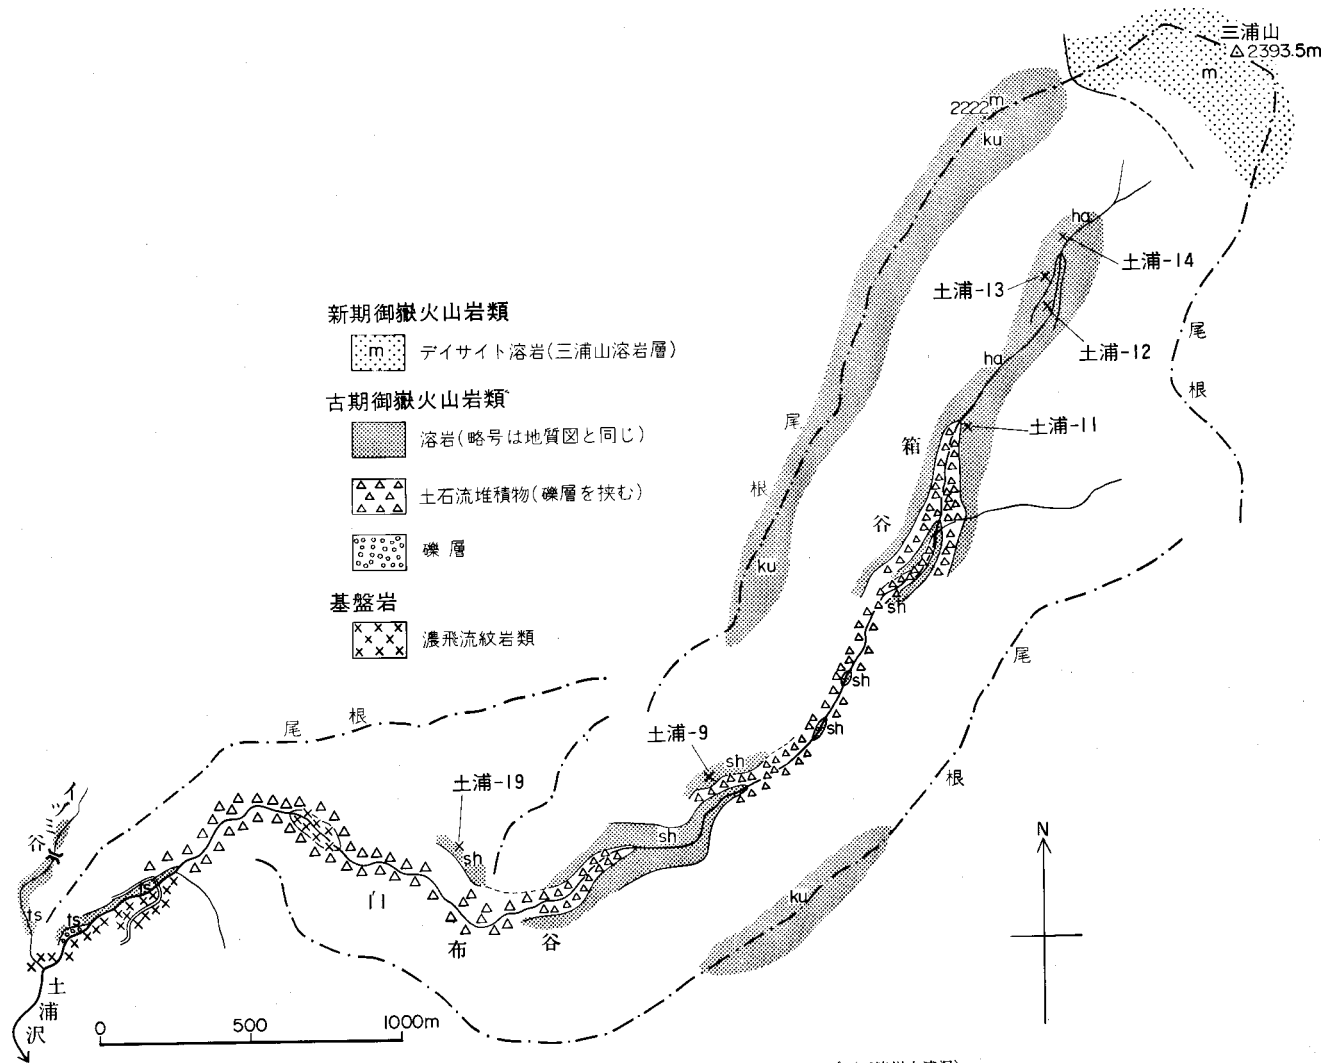 三浦山
2393.5m
m
2222m
ku
ha
土浦-14
土浦-13
土浦-12
ha
土浦-11
尾
根
尾
根
箱
谷
新期御嶽火山岩類
m デイサイト溶岩(三浦山溶岩層)
古期御嶽火山岩類
溶岩(略号は地質図と同じ)
土石流堆積物(礫層を挟む)
礫層
基盤岩
濃飛流紋岩類
ku
sh
sh
sh
尾
根
尾根
土浦-9
sh
土浦-19
sh
sh
イズミ谷
ts
ts
ts
白
布
谷
ku
土浦沢
0 500 1000m
N